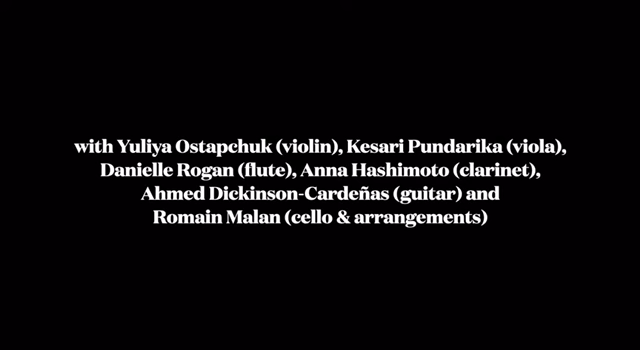 with Yuliya Ostapchuk (violin), Kesari Pundarika (viola),
Danielle Rogan (flute), Anna Hashimoto (clarinet),
Ahmed Dickinson-Cardeñas (guitar) and
Romain Malan (cello & arrangements)